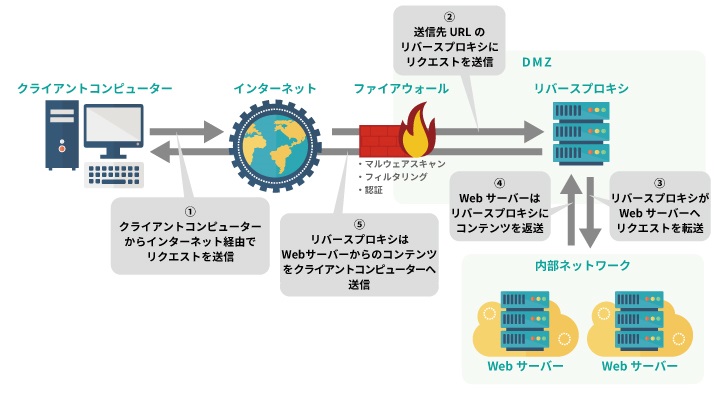 ②
送信先 URL の
リバースプロキシに
リクエストを送信
DMZ
クライアントコンピューター
インターネット
ファイアウォール
リバースプロキシ
・マルウェアスキャン
・フィルタリング
・認証
①
クライアントコンピューター
からインターネット経由で
リクエストを送信
⑤
リバースプロキシは
Webサーバーからのコンテンツ
をクライアントコンピューターへ
送信
④
Web サーバーは
リバースプロキシに
コンテンツを返送
③
リバースプロキシが
Web サーバーへ
リクエストを転送
内部ネットワーク
Web サーバー
Web サーバー